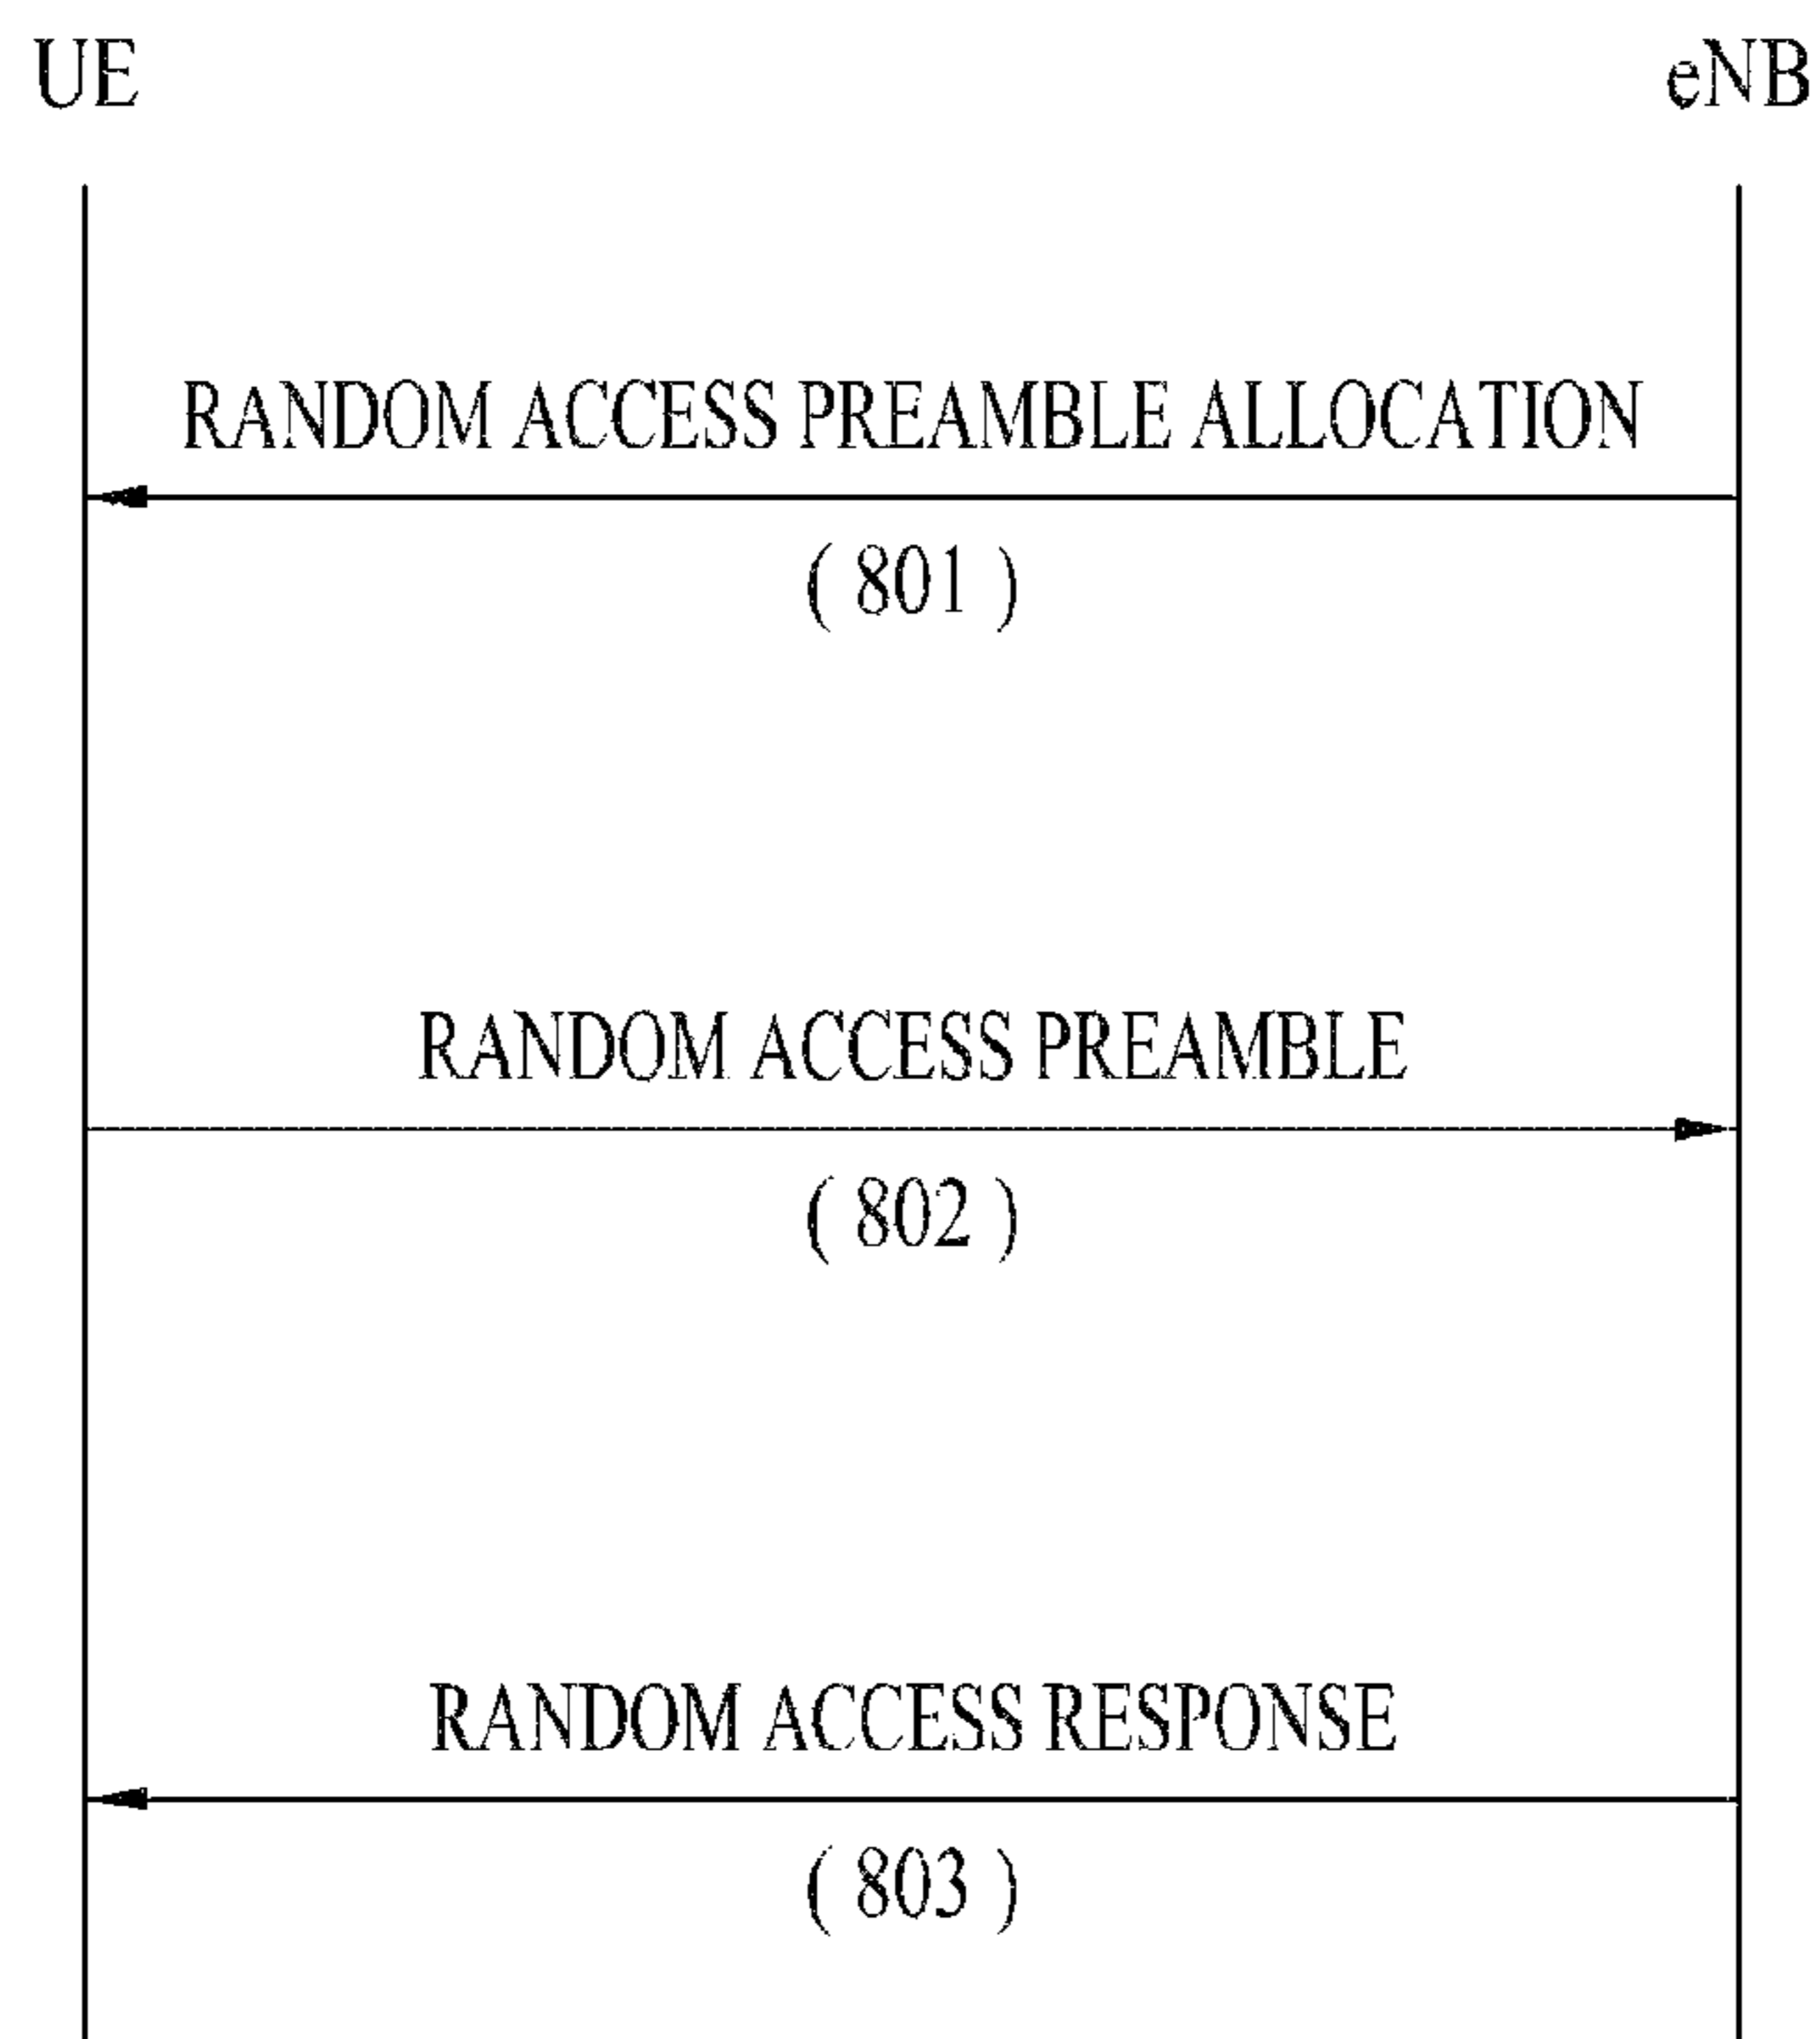 UE eNB
RANDOM ACCESS PREAMBLE ALLOCATION
( 801 )
RANDOM ACCESS PREAMBLE
( 802 )
RANDOM ACCESS RESPONSE
( 803 )